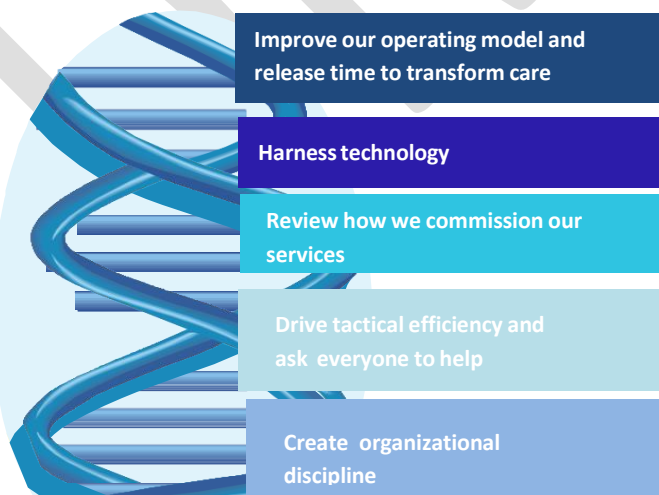 Improve our operating model and
release time to transform care
Harness technology
Review how we commission our
services
Drive tactical efficiency and
ask everyone to help
Create organizational
discipline